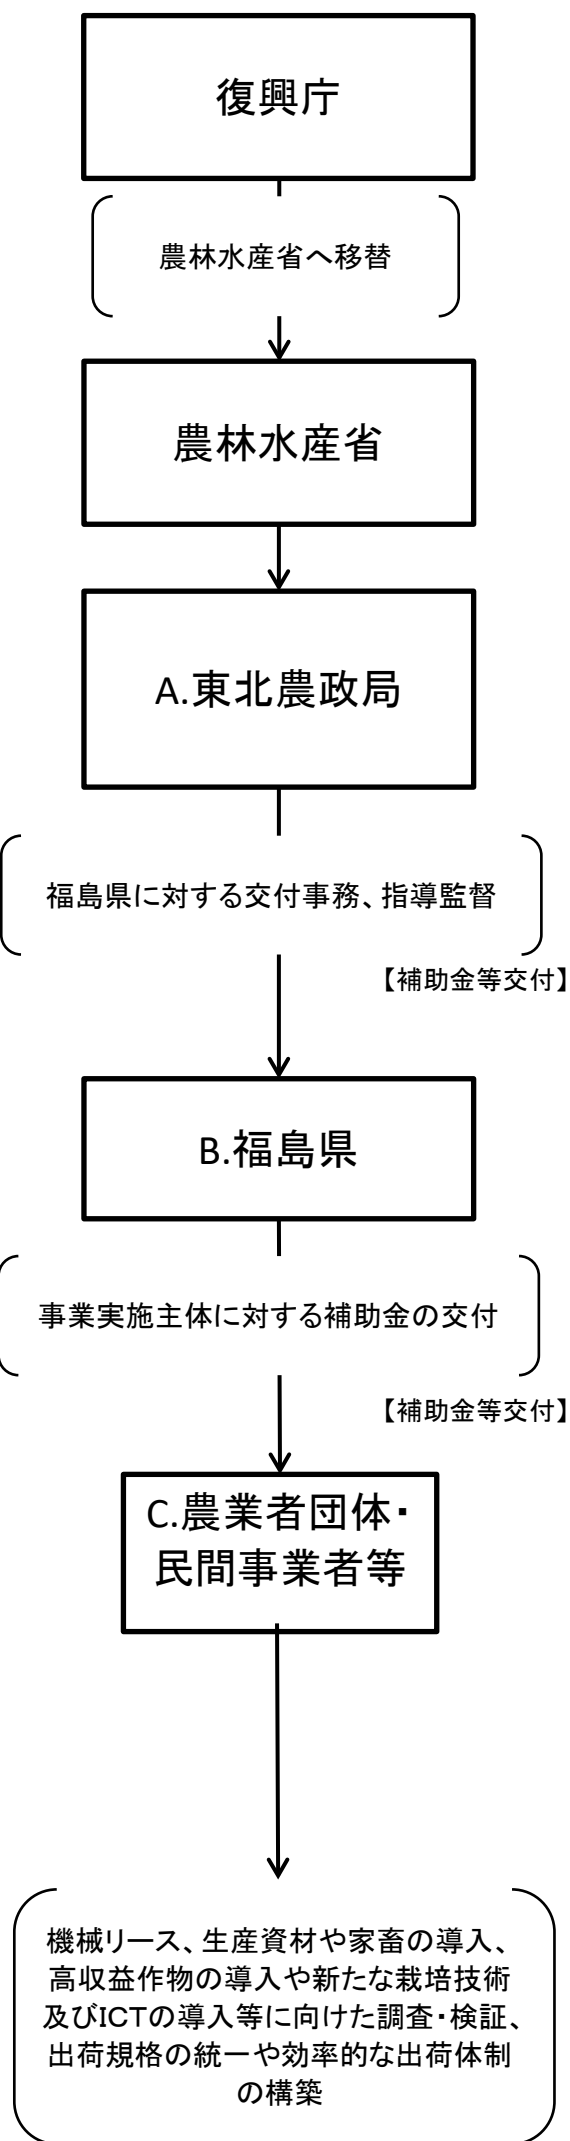 復興庁
農林水産省へ移替
農林水産省
A.東北農政局
福島県に対する交付事務、指導監督
【補助金等交付】
B.福島県
事業実施主体に対する補助金の交付
【補助金等交付】
C.農業者団体・
民間事業者等
機械リース、生産資材や家畜の導入、
高収益作物の導入や新たな栽培技術
及びICTの導入等に向けた調査・検証、
出荷規格の統一や効率的な出荷体制
の構築